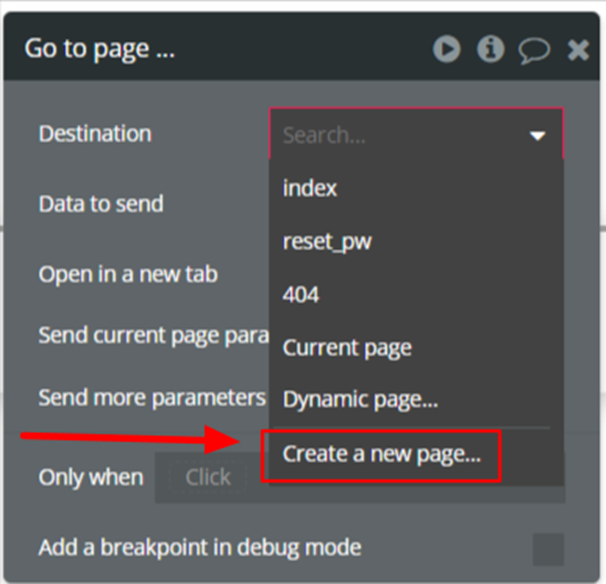 Go to page ...
Destination
Search...
index
Data to send
reset_pw
Open in a new tab
404
Send current page para
Current page
Send more parameters
Dynamic page...
Create a new page...
Only when
Click
Add a breakpoint in debug mode